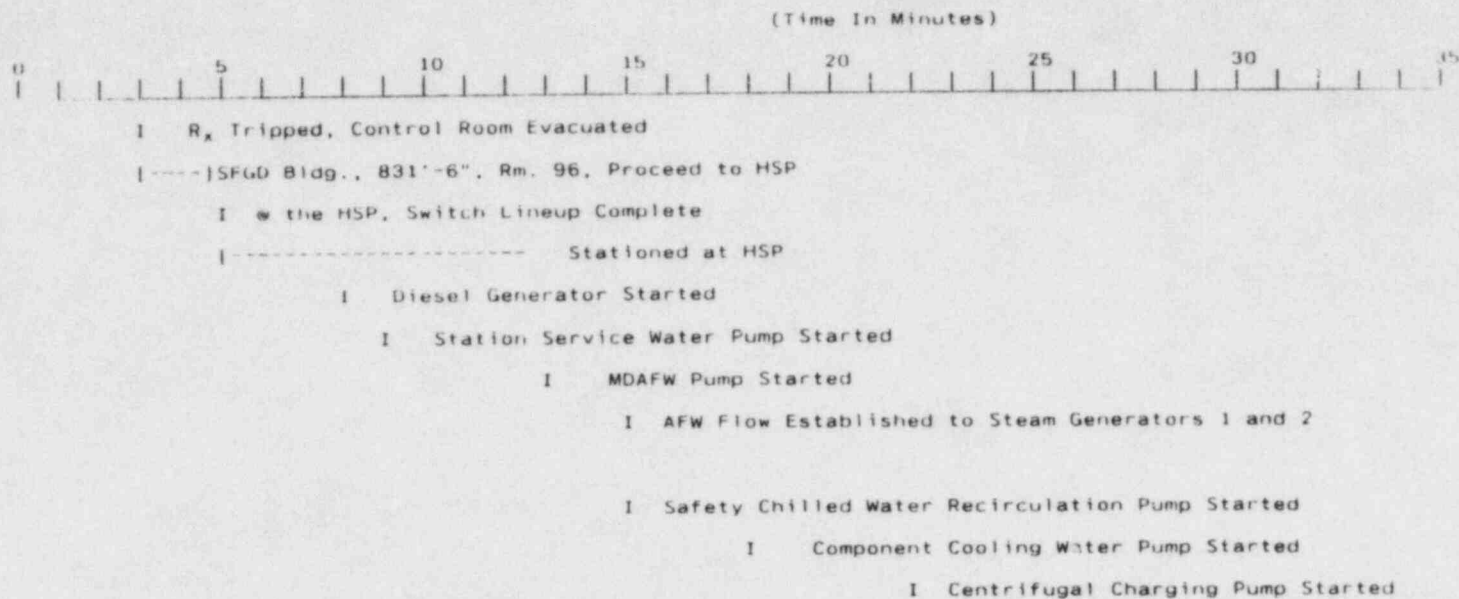 (Time In Minutes)
0 5 10 15 20 25 30 35
I Rx Tripped, Control Room Evacuated
|----|SFGD Bldg., 831'-6", Rm. 96, Proceed to HSP
I @ the HSP, Switch Lineup Complete
|------------------ Stationed at HSP
I Diesel Generator Started
I Station Service Water Pump Started
I MDAFW Pump Started
I AFW Flow Established to Steam Generators 1 and 2
I Safety Chilled Water Recirculation Pump Started
I Component Cooling Water Pump Started
I Centrifugal Charging Pump Started